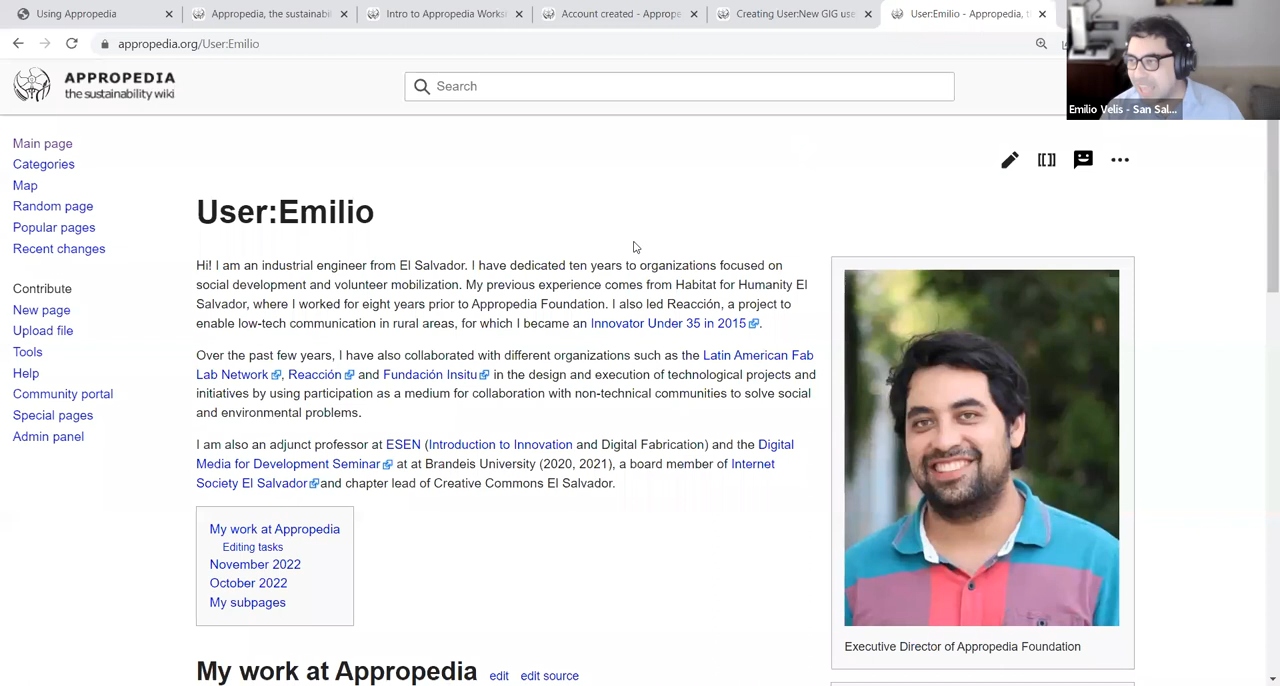 Using Appropedia
Appropedia, the sustainabil
Intro to Appropedia Worksh
Account created - Approped
Creating User:New GIG use
User:Emilio - Appropedia, t
appropedia.org/User:Emilio
APPROPEDIA
the sustainability wiki
Search
Emilio Velis - San Sal...
Main page
Categories
Map
Random page
Popular pages
Recent changes
Contribute
New page
Upload file
Tools
Help
Community portal
Special pages
Admin panel
User:Emilio
Hi! I am an industrial engineer from El Salvador. I have dedicated ten years to organizations focused on
social development and volunteer mobilization. My previous experience comes from Habitat for Humanity El
Salvador, where I worked for eight years prior to Appropedia Foundation. I also led Reacción, a project to
enable low-tech communication in rural areas, for which I became an Innovator Under 35 in 2015.
Over the past few years, I have also collaborated with different organizations such as the Latin American Fab
Lab Network, Reacción and Fundación Insitu in the design and execution of technological projects and
initiatives by using participation as a medium for collaboration with non-technical communities to solve social
and environmental problems.
I am also an adjunct professor at ESEN (Introduction to Innovation and Digital Fabrication) and the Digital
Media for Development Seminar at at Brandeis University (2020, 2021), a board member of Internet
Society El Salvador and chapter lead of Creative Commons El Salvador.
My work at Appropedia
Editing tasks
November 2022
October 2022
My subpages
Executive Director of Appropedia Foundation
My work at Appropedia edit edit source